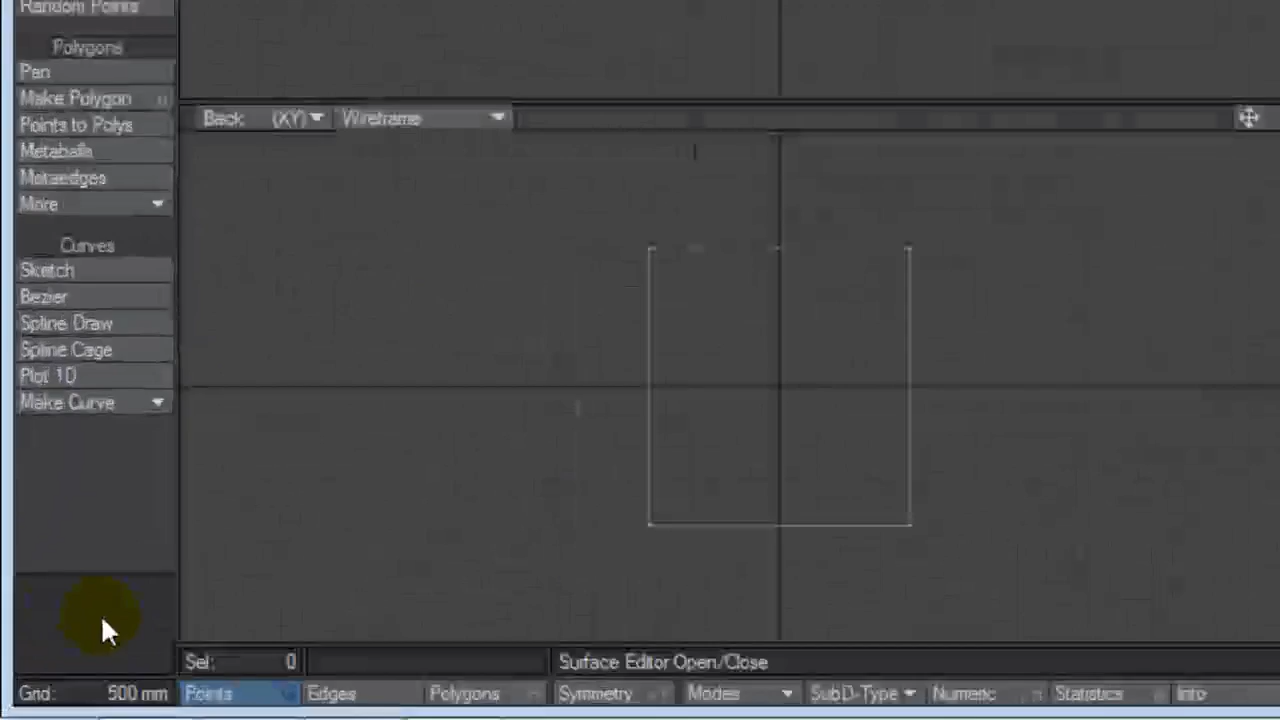 Random Points
Polygons
Pen
Make Polygon
Points to Polys
Metaballs
Metaedges
More
Curves
Sketch
Bezier
Spline Draw
Spline Cage
Plot 1D
Make Curve
Back (XY) Wireframe
Sel: 0
Surface Editor Open/Close
Grid: 500 mm Points Edges Polygons Symmetry Modes SubD-Type Numeric Statistics Info